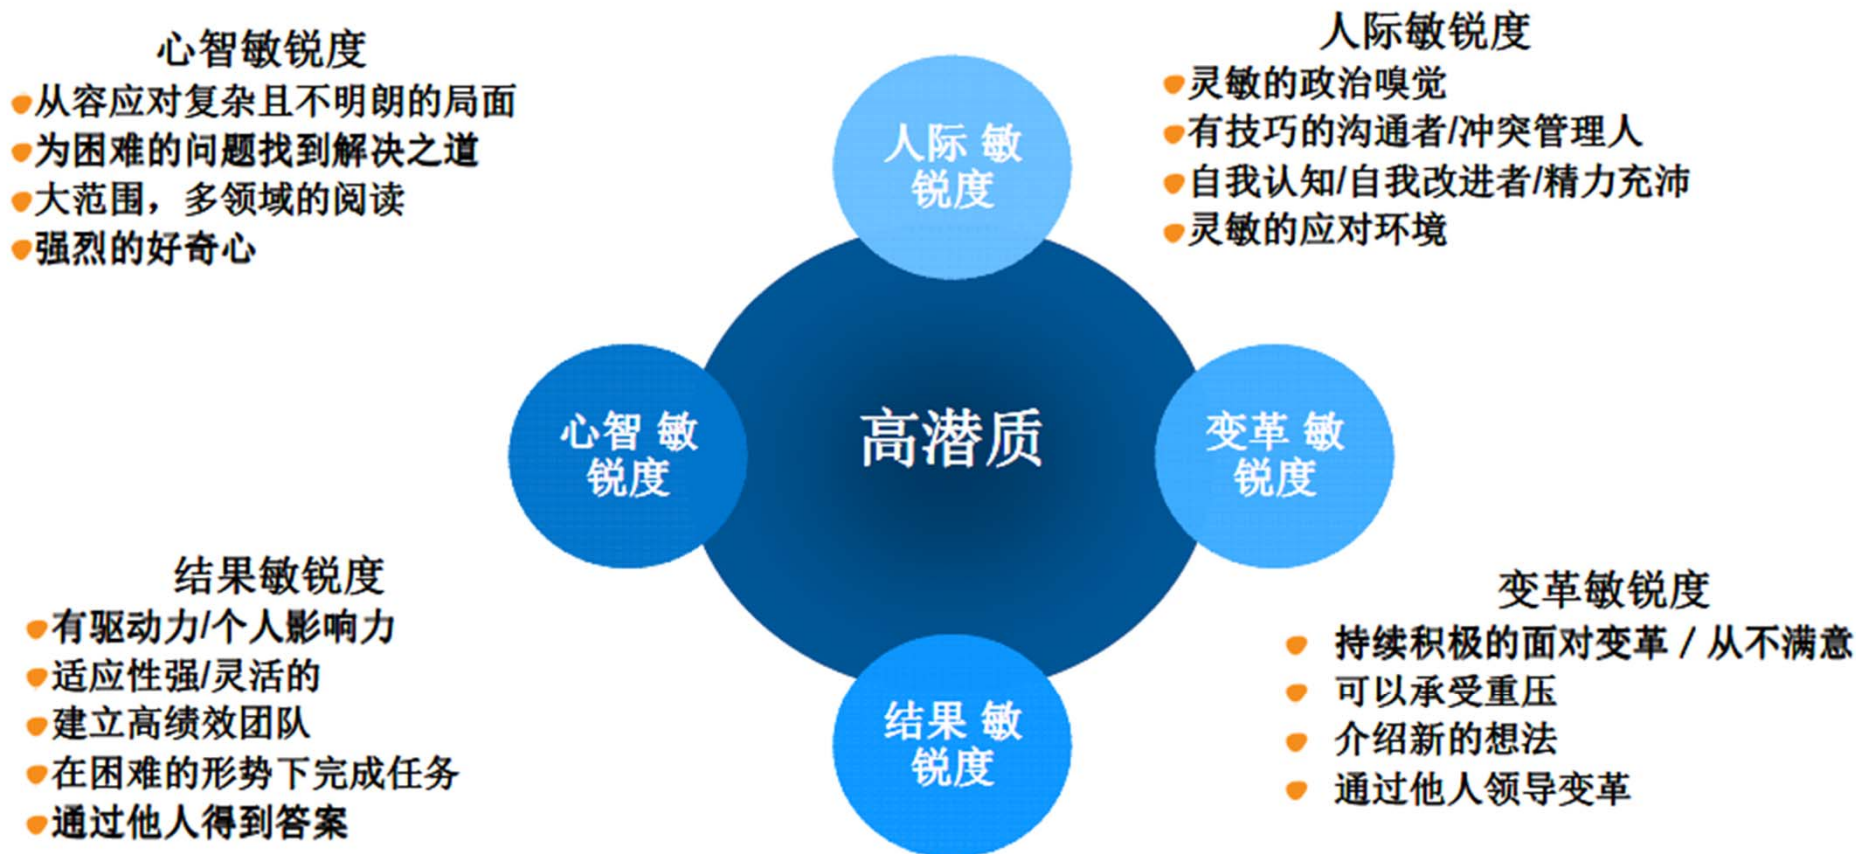 心智敏锐度
从容应对复杂且不明朗的局面
为困难的问题找到解决之道
大范围，多领域的阅读
强烈的好奇心
人际敏锐度
灵敏的政治嗅觉
有技巧的沟通者/冲突管理人
自我认知/自我改进者/精力充沛
灵敏的应对环境
人际 敏
锐度
心智 敏
锐度
高潜质
变革 敏
锐度
结果 敏
锐度
结果敏锐度
有驱动力/个人影响力
适应性强/灵活的
建立高绩效团队
在困难的形势下完成任务
通过他人得到答案
变革敏锐度
持续积极的面对变革 / 从不满意
可以承受重压
介绍新的想法
通过他人领导变革